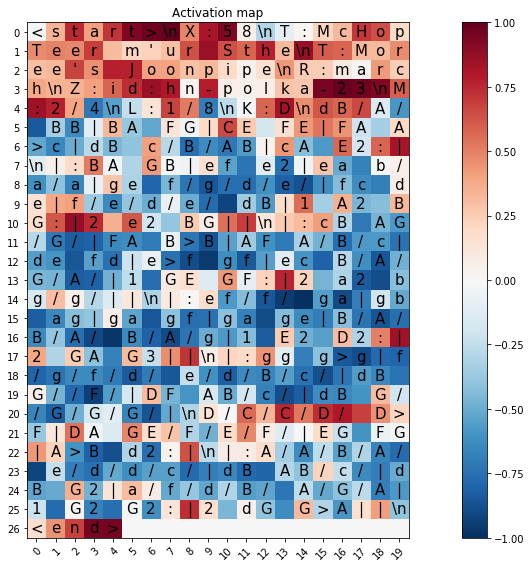 Activation map
0 < s t a r t > \n X : 5 8 \n T : M c H o p
1 T e e r m ' u r S t h e \n T : M o r
2 e e ' s J o o n p i p e \n R : m a r c
3 h \n Z : i d : h n - p o l k a - 2 3 \n M
4 : 2 / 4 \n L : 1 / 8 \n K : D \n d B / A /
5 B B | B A F G | C E F E | F A A
6 > c | d B c / B / A B | c A E 2 : |
7 \n | : B A G B | e f e 2 | e a b /
8 a / a | g e f / g / d / e / | f c d
9 e | f / e / d / e / d B | 1 A 2 B
10 G : | 2 e 2 B G | | \n | : c B A G
11 / G / | F A B > B | A F A / B / c |
12 d e f d | e > f g f | e c B / A /
13 G / A / | 1 G E G F : | 2 a 2 b
14 g / g / | | \n | : e f / f / g a | g b
15 a g | g a g f | g a g e | B / A /
16 B / A / B / A / g | 1 E 2 D 2 : |
17 2 G A G 3 | | \n | : g g g > g | f
18 / g / f / d / e / d / B / c / | d B
19 G / / F / | D F A B / c / | d B G /
20 / G / G / G / | \n D / C / C / D / D >
21 F | D A G E / F / E / F / | E G F G
22 | A > B d 2 : | \n | : A / A / B / A /
23 e / d / d / c / | d B A B / c / | d
24 B G 2 | a / f / d / B / A / G / A |
25 1 G 2 G 2 : | 2 d G G > A | | \n
26 < e n d >
0 1 2 3 4 5 6 7 8 9 10 11 12 13 14 15 16 17 18 19
1.00
0.75
0.50
0.25
0.00
−0.25
−0.50
−0.75
−1.00